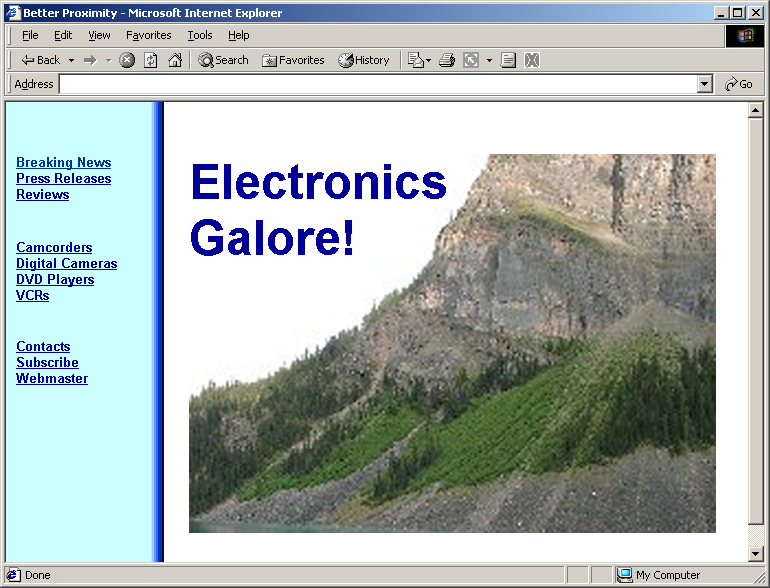 Better Proximity - Microsoft Internet Explorer
File Edit View Favorites Tools Help
Back Search Favorites History
Address Go
Breaking News
Press Releases
Reviews
Camcorders
Digital Cameras
DVD Players
VCRs
Contacts
Subscribe
Webmaster
Electronics
Galore!
Done My Computer